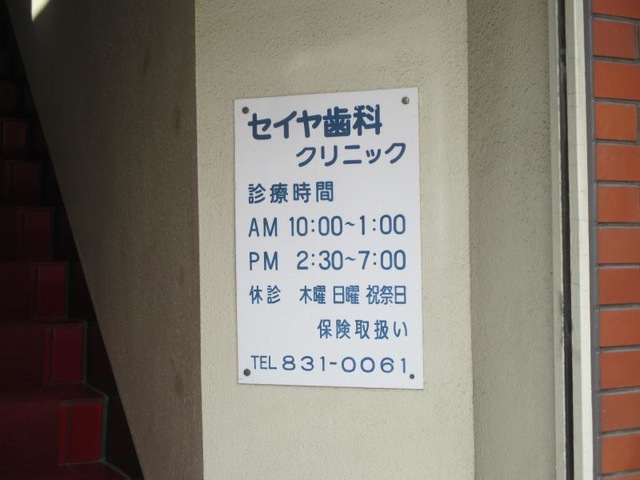 セイヤ歯科
クリニック
診療時間
AM 10:00~1:00
PM 2:30~7:00
休診 木曜 日曜 祝祭日
保険取扱い
TEL 831-0061